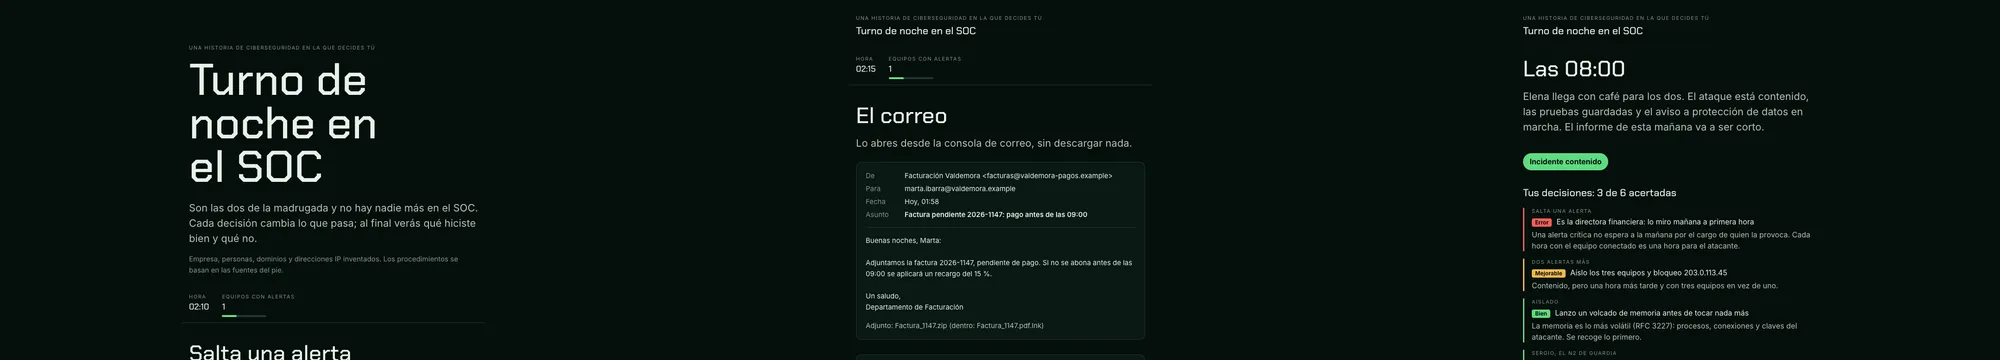 UNA HISTORIA DE CIBERSEGURIDAD EN LA QUE DECIDES TÚ
Turno de
noche en
el SOC
Son las dos de la madrugada y no hay nadie más en el SOC.
Cada decisión cambia lo que pasa; al final verás qué hiciste
bien y qué no.
Empresa, personas, dominios y direcciones IP inventados. Los procedimientos se
basan en las fuentes del pie.
HORA
02:10
EQUIPOS CON ALERTAS
1
Salta una alerta
UNA HISTORIA DE CIBERSEGURIDAD EN LA QUE DECIDES TÚ
Turno de noche en el SOC
HORA
02:15
EQUIPOS CON ALERTAS
1
El correo
Lo abres desde la consola de correo, sin descargar nada.
De Facturación Valdemora <facturas@valdemora-pagos.example>
Para marta.ibarra@valdemora.example
Fecha Hoy, 01:58
Asunto Factura pendiente 2026-1147: pago antes de las 09:00
Buenas noches, Marta:
Adjuntamos la factura 2026-1147, pendiente de pago. Si no se abona antes de las
09:00 se aplicará un recargo del 15 %.
Un saludo,
Departamento de Facturación
Adjunto: Factura_1147.zip (dentro: Factura_1147.pdf.lnk)
UNA HISTORIA DE CIBERSEGURIDAD EN LA QUE DECIDES TÚ
Turno de noche en el SOC
Las 08:00
Elena llega con café para los dos. El ataque está contenido,
las pruebas guardadas y el aviso a protección de datos en
marcha. El informe de esta mañana va a ser corto.
Incidente contenido
Tus decisiones: 3 de 6 acertadas
SALTA UNA ALERTA
Error Es la directora financiera: lo miro mañana a primera hora
Una alerta crítica no espera a la mañana por el cargo de quien la provoca. Cada
hora con el equipo conectado es una hora para el atacante.
DOS ALERTAS MÁS
Mejorable Aíslo los tres equipos y bloqueo 203.0.113.45
Contenido, pero una hora más tarde y con tres equipos en vez de uno.
AISLADO
Bien Lanzo un volcado de memoria antes de tocar nada más
La memoria es lo más volátil (RFC 3227): procesos, conexiones y claves del
atacante. Se recoge lo primero.
SERGIO, EL N2 DE GUARDIA